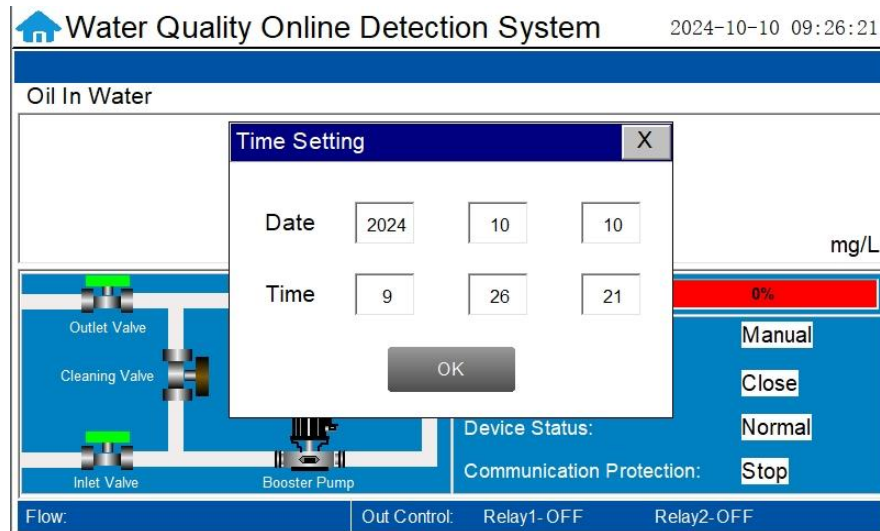 Water Quality Online Detection System 2024-10-10 09:26:21
Oil In Water
Time Setting X
Date 2024 10 10
mg/L
Time 9 26 21
0%
Outlet Valve
Manual
OK
Cleaning Valve
Close
Device Status: Normal
Communication Protection: Stop
Inlet Valve
Booster Pump
Flow: Out Control: Relay1-OFF Relay2-OFF